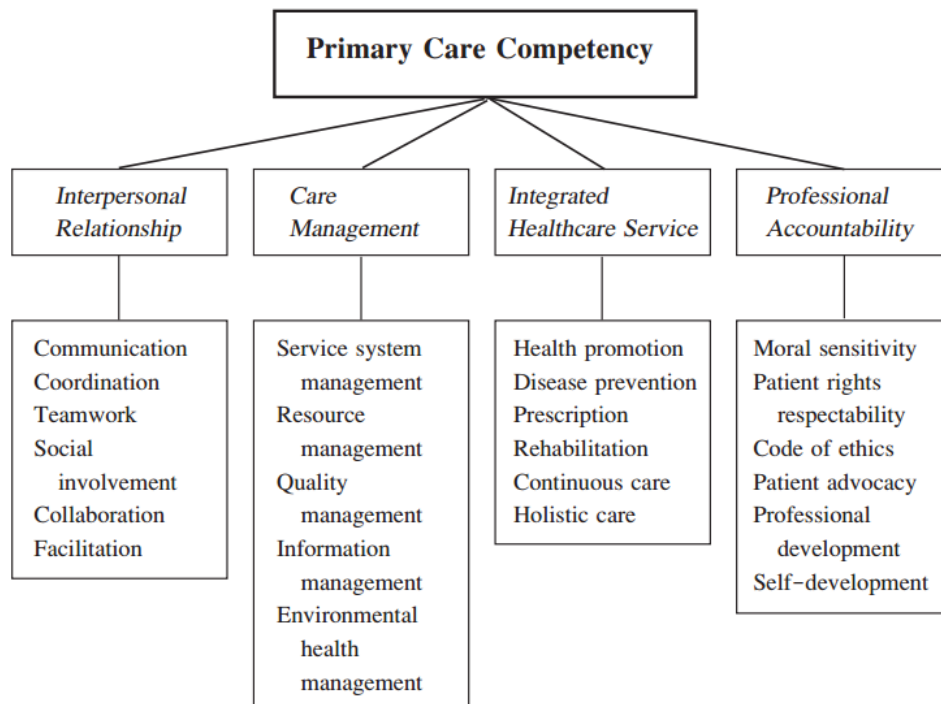 Primary Care Competency
Interpersonal
Relationship
Care
Management
Integrated
Healthcare Service
Professional
Accountability
Communication
Coordination
Teamwork
Social
involvement
Collaboration
Facilitation
Service system
management
Resource
management
Quality
management
Information
management
Environmental
health
management
Health promotion
Disease prevention
Prescription
Rehabilitation
Continuous care
Holistic care
Moral sensitivity
Patient rights
respectability
Code of ethics
Patient advocacy
Professional
development
Self-development